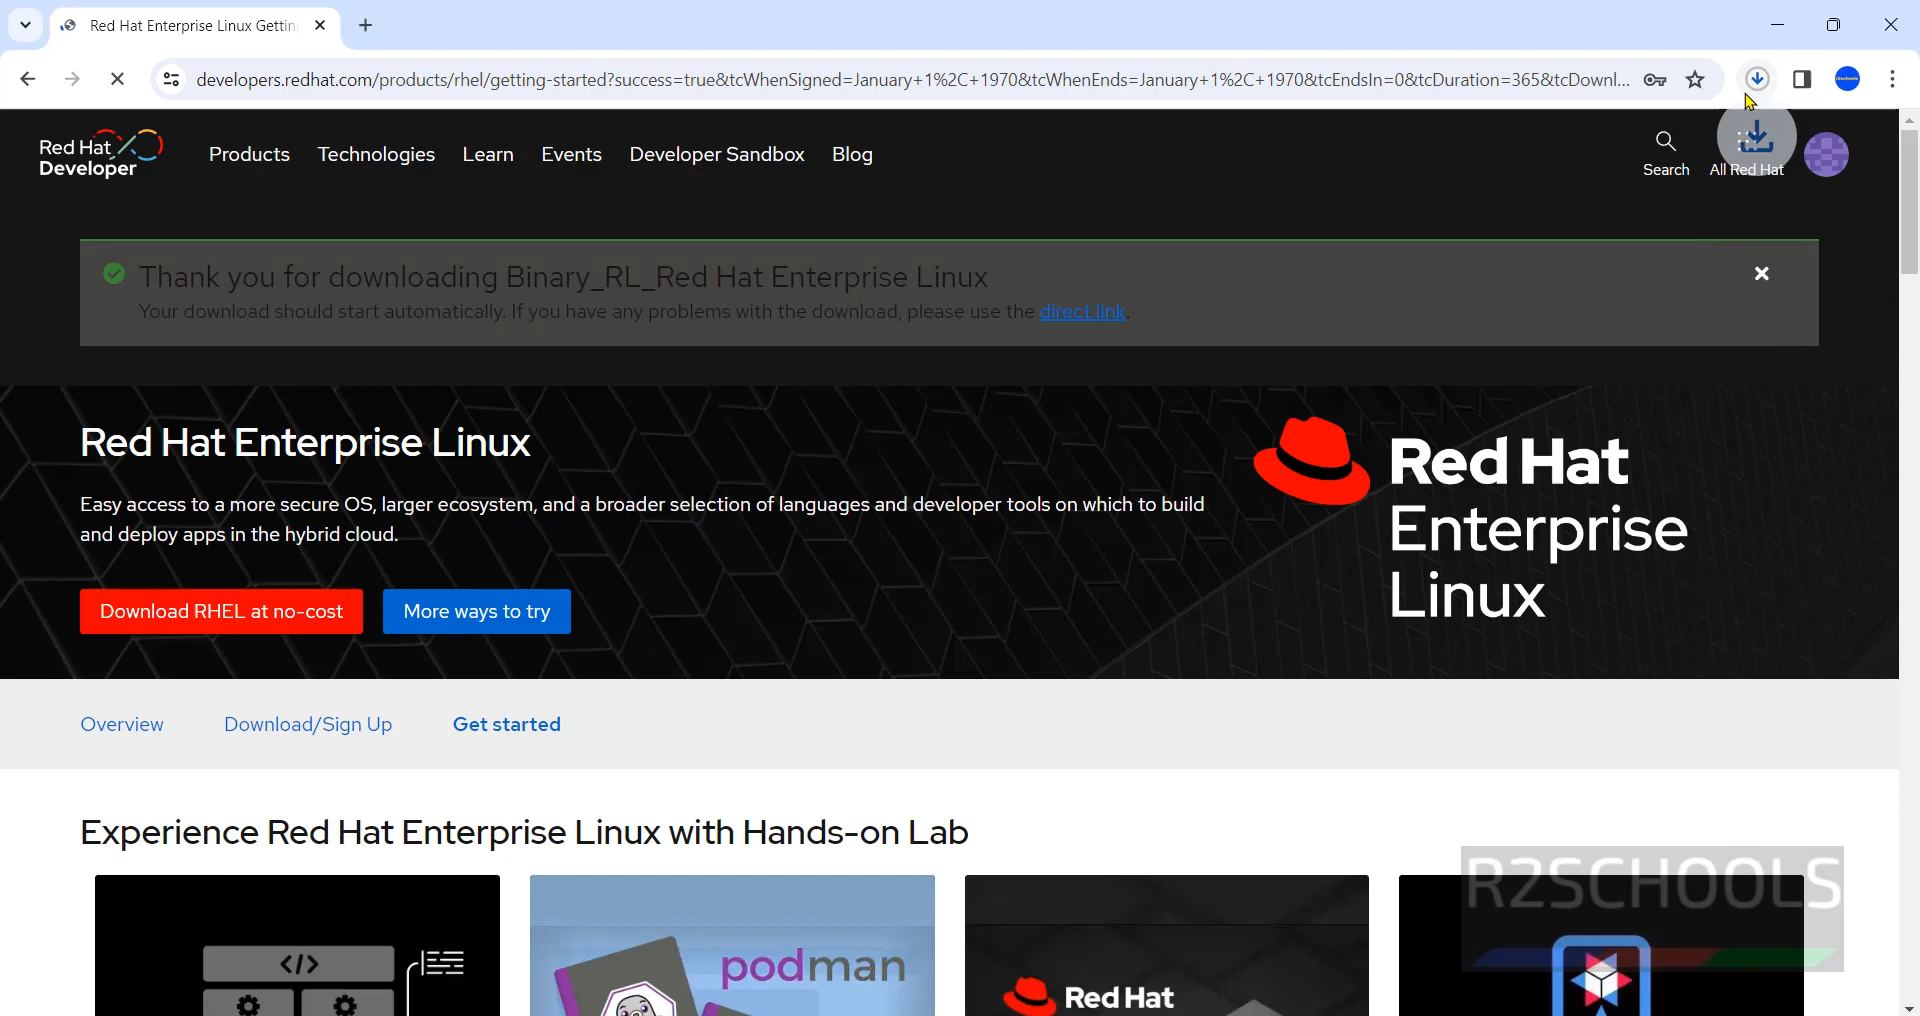 Red Hat Enterprise Linux Gettin
developers.redhat.com/products/rhel/getting-started?success=true&tcWhenSigned=January+1%2C+1970&tcWhenEnds=January+1%2C+1970&tcEndsIn=0&tcDuration=365&tcDownl...
Red Hat
Developer
Products Technologies Learn Events Developer Sandbox Blog
Search All Red Hat
Thank you for downloading Binary_RL_Red Hat Enterprise Linux
Your download should start automatically. If you have any problems with the download, please use the direct link.
Red Hat Enterprise Linux
Easy access to a more secure OS, larger ecosystem, and a broader selection of languages and developer tools on which to build
and deploy apps in the hybrid cloud.
Download RHEL at no-cost More ways to try
Red Hat
Enterprise
Linux
Overview Download/Sign Up Get started
Experience Red Hat Enterprise Linux with Hands-on Lab
R2SCHOOLS
</>
podman
Red Hat